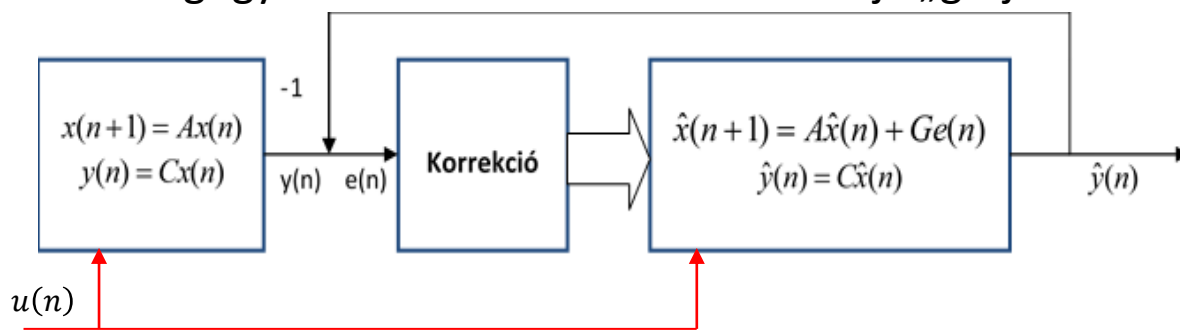 -1
x(n+1) = Ax(n)
y(n) = Cx(n)
y(n) e(n)
Korrekció
x̂(n+1) = Ax̂(n) + Ge(n)
ŷ(n) = Cx̂(n)
ŷ(n)
u(n)